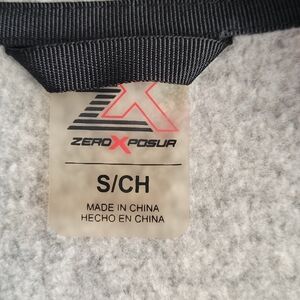 ZEROXPOSUR
S/CH
MADE IN CHINA
HECHO EN CHINA